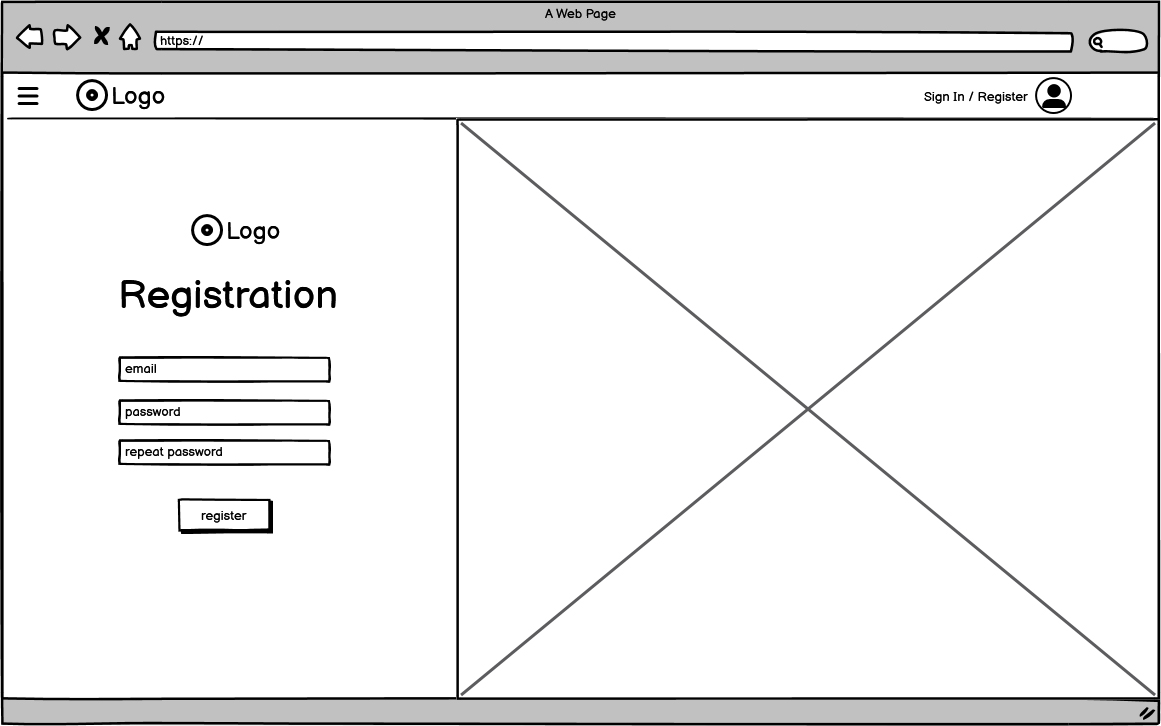 A Web Page
https://
Logo
Sign In / Register
Logo
Registration
email
password
repeat password
register